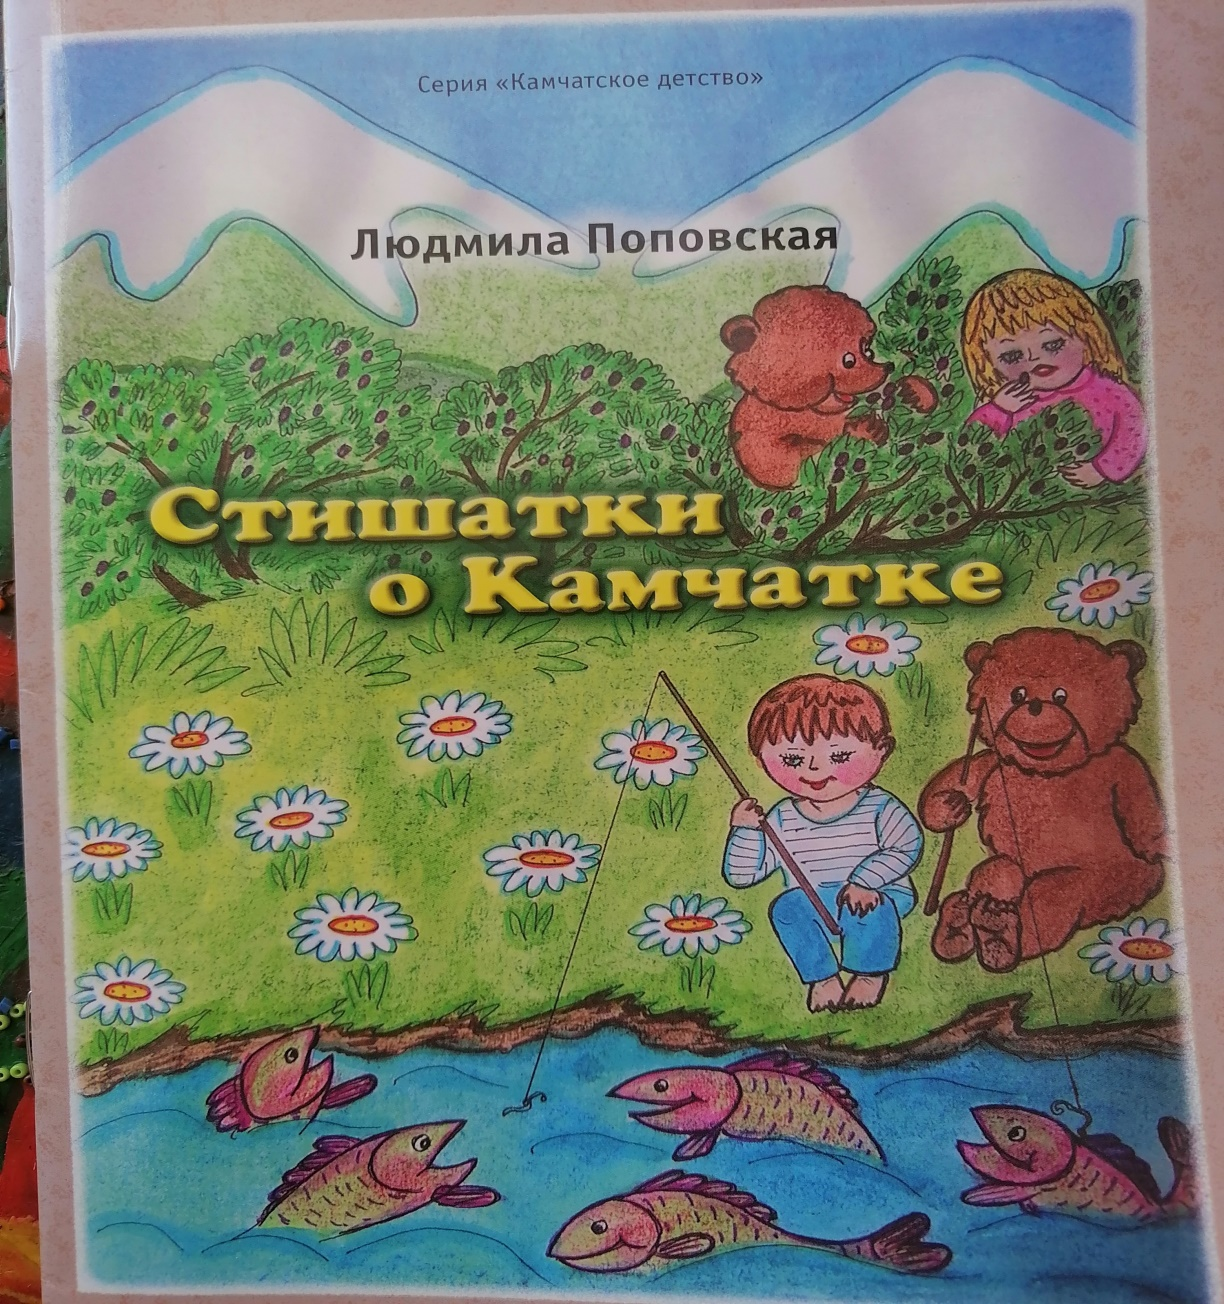 Серия «Камчатское детство»
Людмила Поповская
Стишатки
о Камчатке